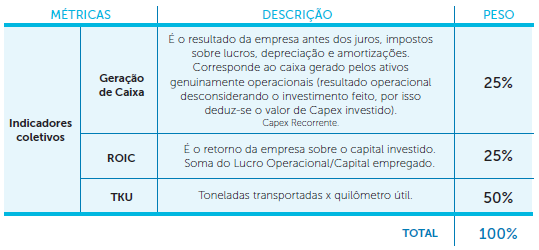 MÉTRICAS DESCRIÇÃO PESO
Indicadores
coletivos
Geração
de Caixa
É o resultado da empresa antes dos juros, impostos
sobre lucros, depreciação e amortizações.
Corresponde ao caixa gerado pelos ativos
genuinamente operacionais (resultado operacional
desconsiderando o investimento feito, por isso
deduz-se o valor de Capex investido).
Capex Recorrente.
25%
ROIC
É o retorno da empresa sobre o capital investido.
Soma do Lucro Operacional/Capital empregado.
25%
TKU
Toneladas transportadas x quilômetro útil.
50%
TOTAL 100%